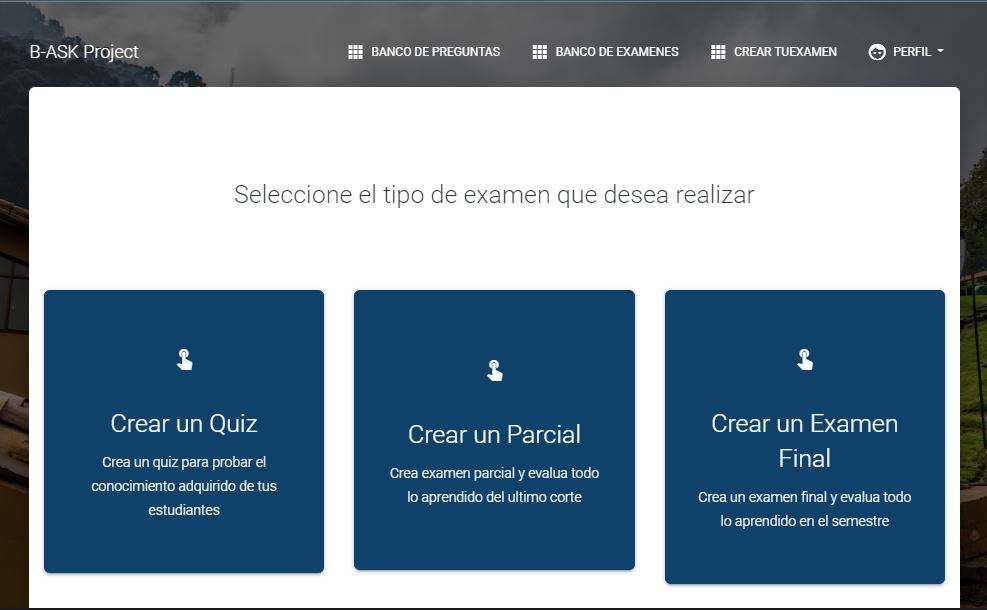 B-ASK Project
BANCO DE PREGUNTAS
BANCO DE EXAMENES
CREAR TUEXAMEN
PERFIL
Seleccione el tipo de examen que desea realizar
Crear un Quiz
Crea un quiz para probar el
conocimiento adquirido de tus
estudiantes
Crear un Parcial
Crea examen parcial y evalua todo
lo aprendido del ultimo corte
Crear un Examen
Final
Crea un examen final y evalua todo
lo aprendido en el semestre